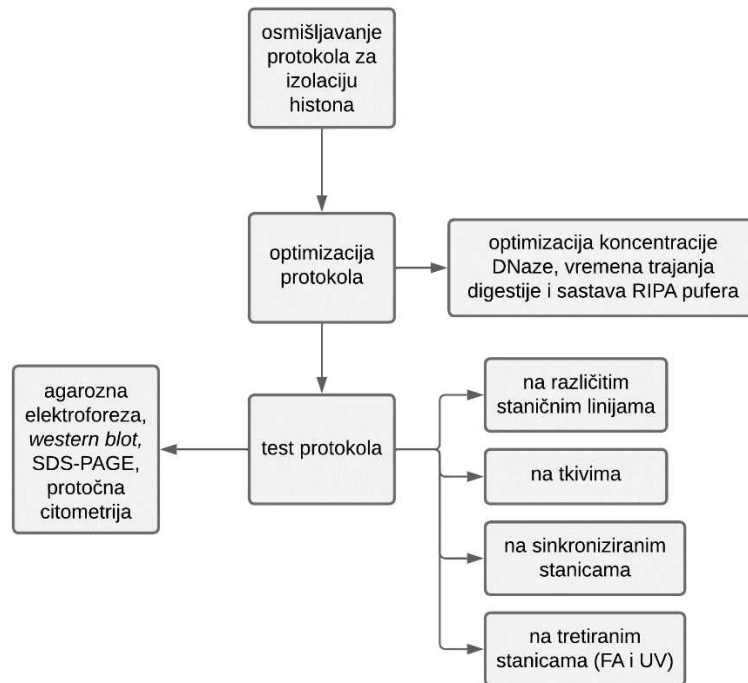 osmišljavanje
protokola za
izolaciju
histona
optimizacija
protokola
optimizacija koncentracije
DNaze, vremena trajanja
digestije i sastava RIPA pufera
agarozna
elektroforeza,
western blot,
SDS-PAGE,
protočna
citometrija
test protokola
na različitim
staničnim linijama
na tkivima
na sinkroniziranim
stanicama
na tretiranim
stanicama (FA i UV)